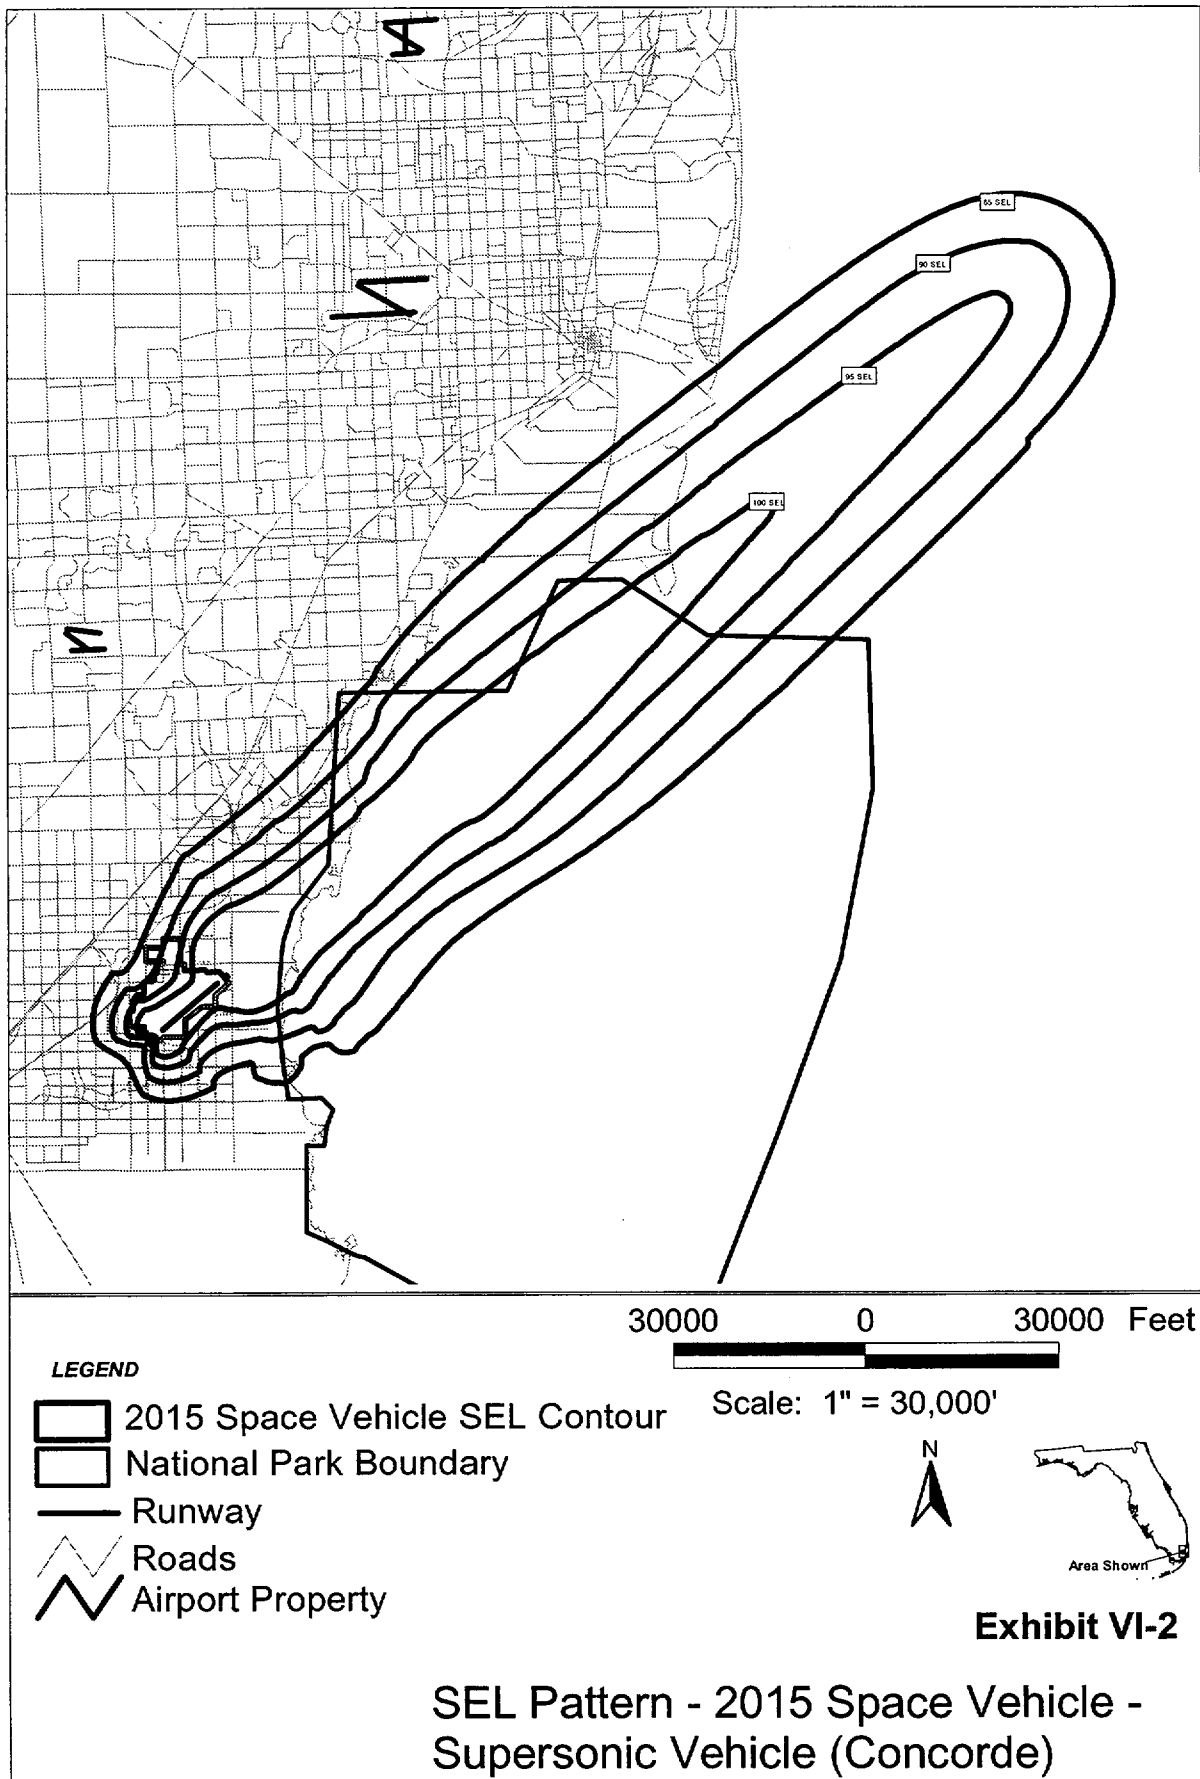 85 SEL
90 SEL
95 SEL
100 SEL
30000 0 30000 Feet
Scale: 1" = 30,000'
LEGEND
2015 Space Vehicle SEL Contour
National Park Boundary
Runway
Roads
Airport Property
N
Area Shown
Exhibit VI-2
SEL Pattern - 2015 Space Vehicle -
Supersonic Vehicle (Concorde)